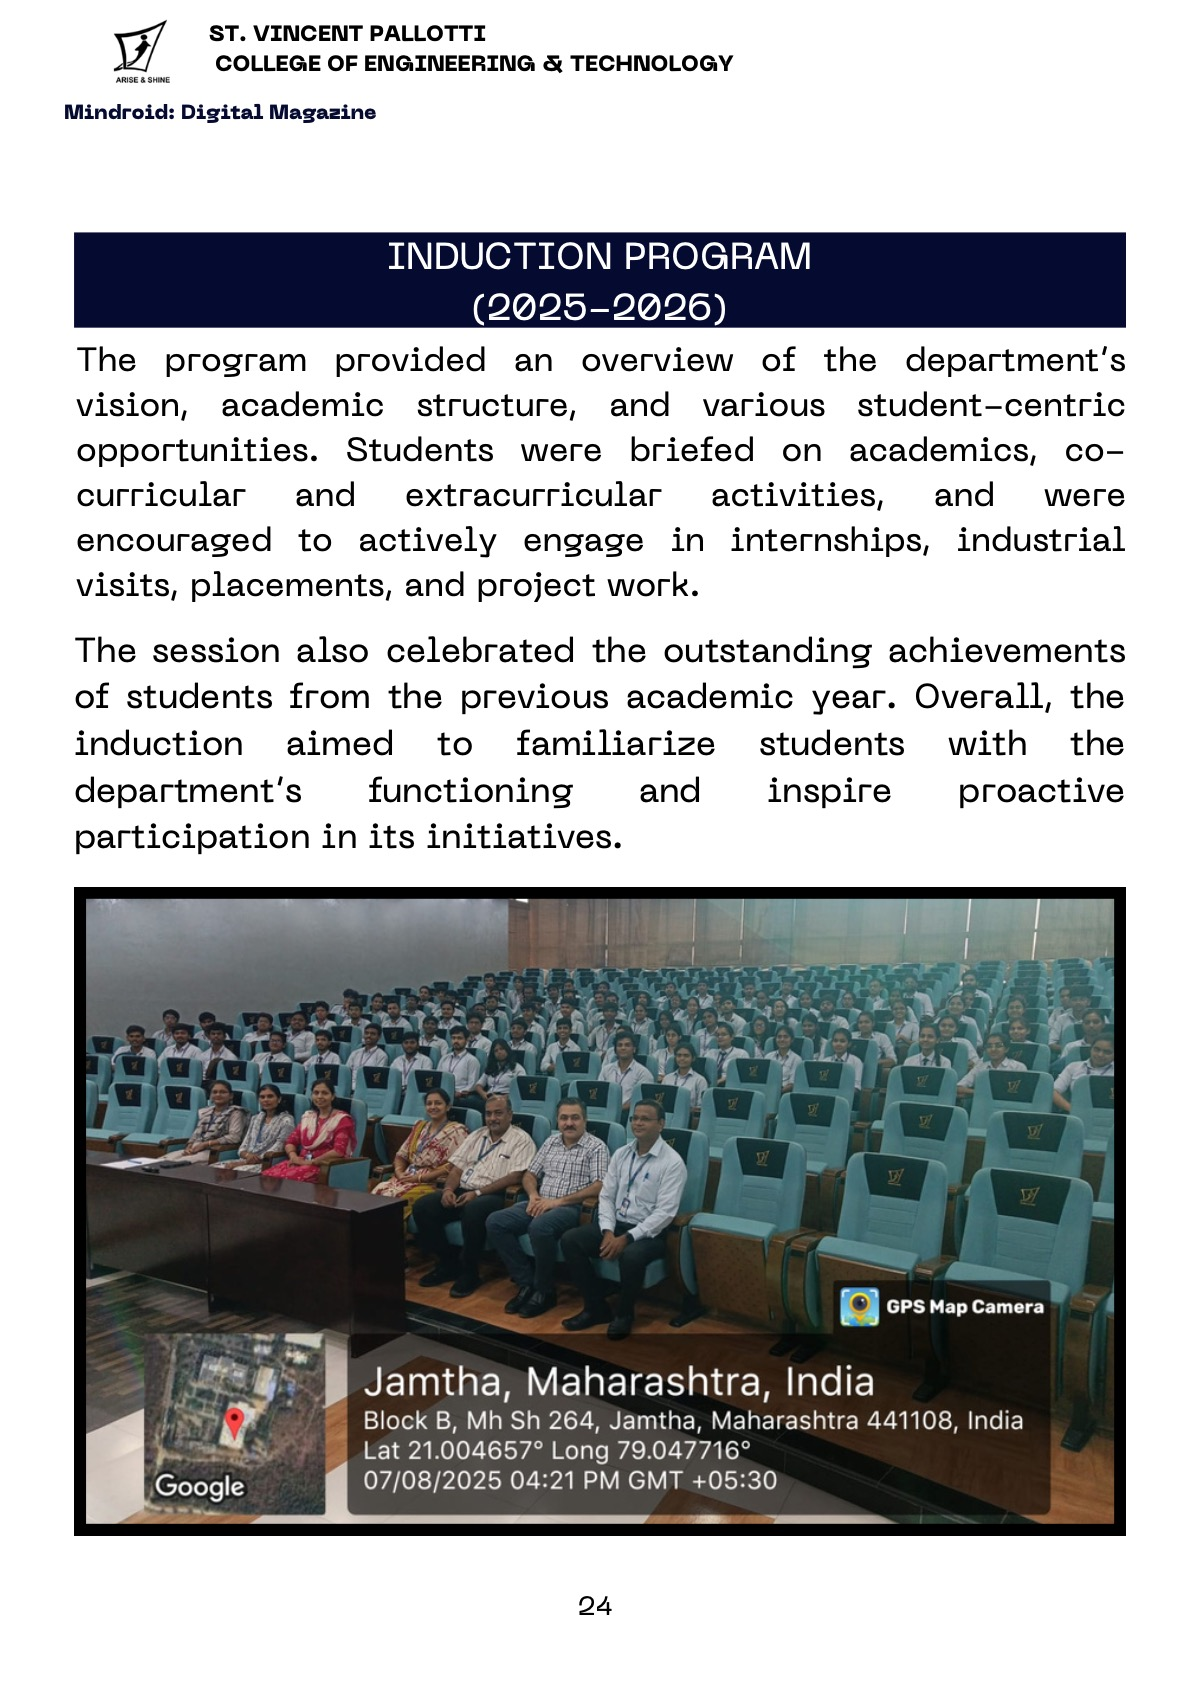 ARISE & SHINE
ST. VINCENT PALLOTTI
COLLEGE OF ENGINEERING & TECHNOLOGY
Mindroid: Digital Magazine
INDUCTION PROGRAM
(2025-2026)
The program provided an overview of the department's
vision, academic structure, and various student-centric
opportunities. Students were briefed on academics, co-
curricular and extracurricular activities, and were
encouraged to actively engage in internships, industrial
visits, placements, and project work.
The session also celebrated the outstanding achievements
of students from the previous academic year. Overall, the
induction aimed to familiarize students with the
department's functioning and inspire proactive
participation in its initiatives.
GPS Map Camera
Jamtha, Maharashtra, India
Block B, Mh Sh 264, Jamtha, Maharashtra 441108, India
Lat 21.004657° Long 79.047716°
07/08/2025 04:21 PM GMT +05:30
Google
24